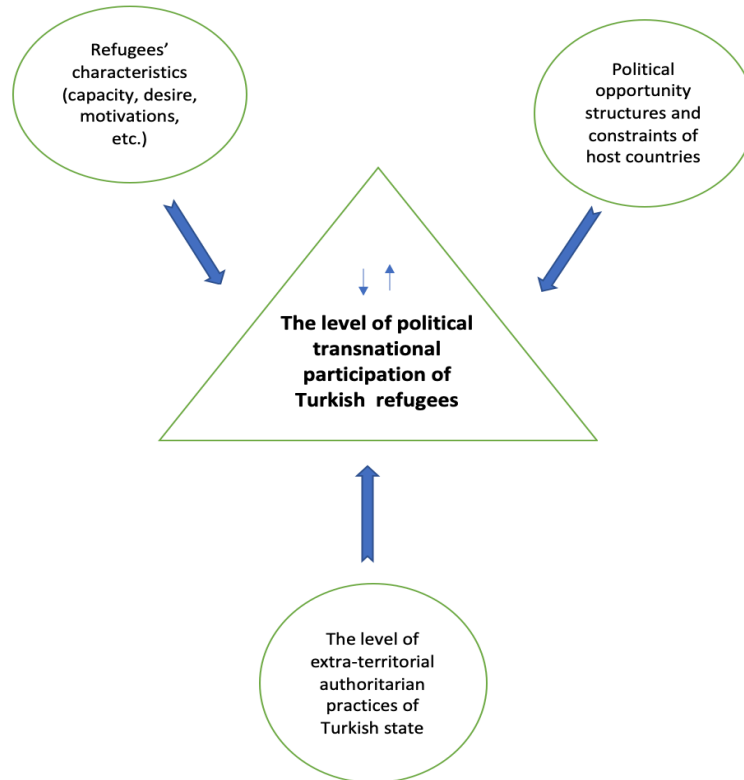 Refugees’
characteristics
(capacity, desire,
motivations,
etc.)
Political
opportunity
structures and
constraints of
host countries
The level of political
transnational
participation of
Turkish refugees
The level of
extra-territorial
authoritarian
practices of
Turkish state